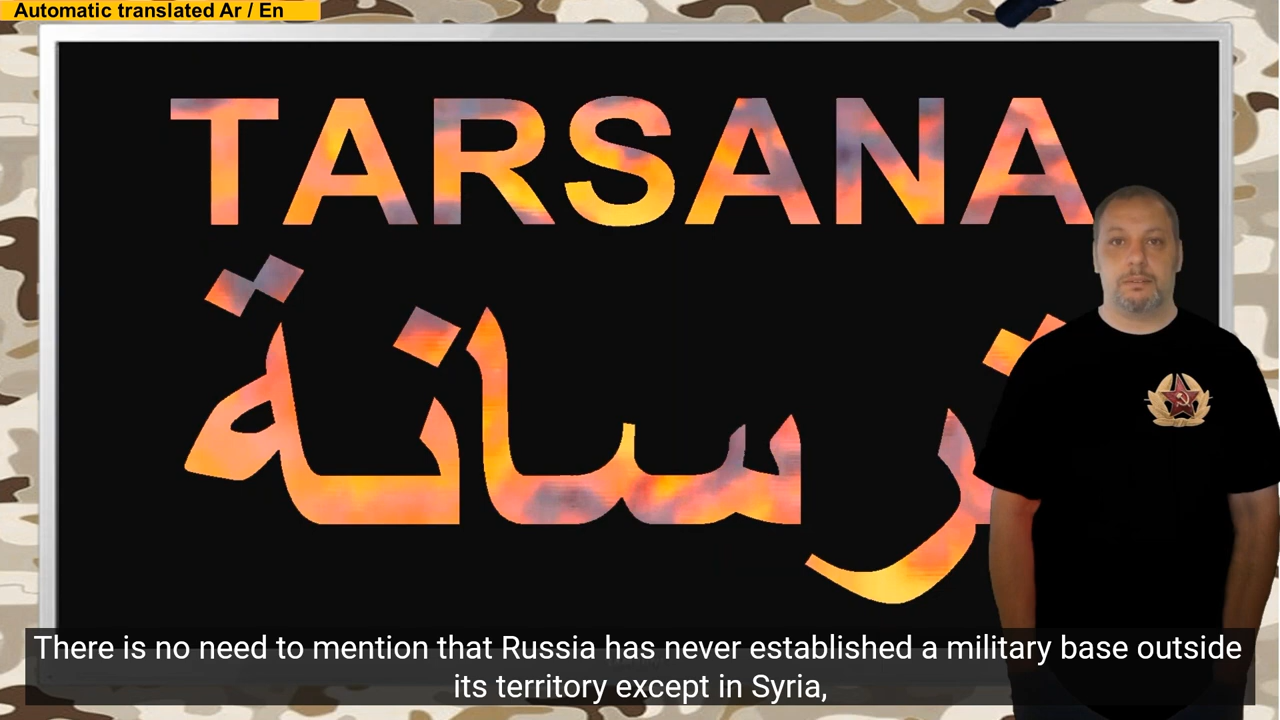 Automatic translated Ar / En
TARSANA
ترسانة
There is no need to mention that Russia has never established a military base outside
its territory except in Syria,